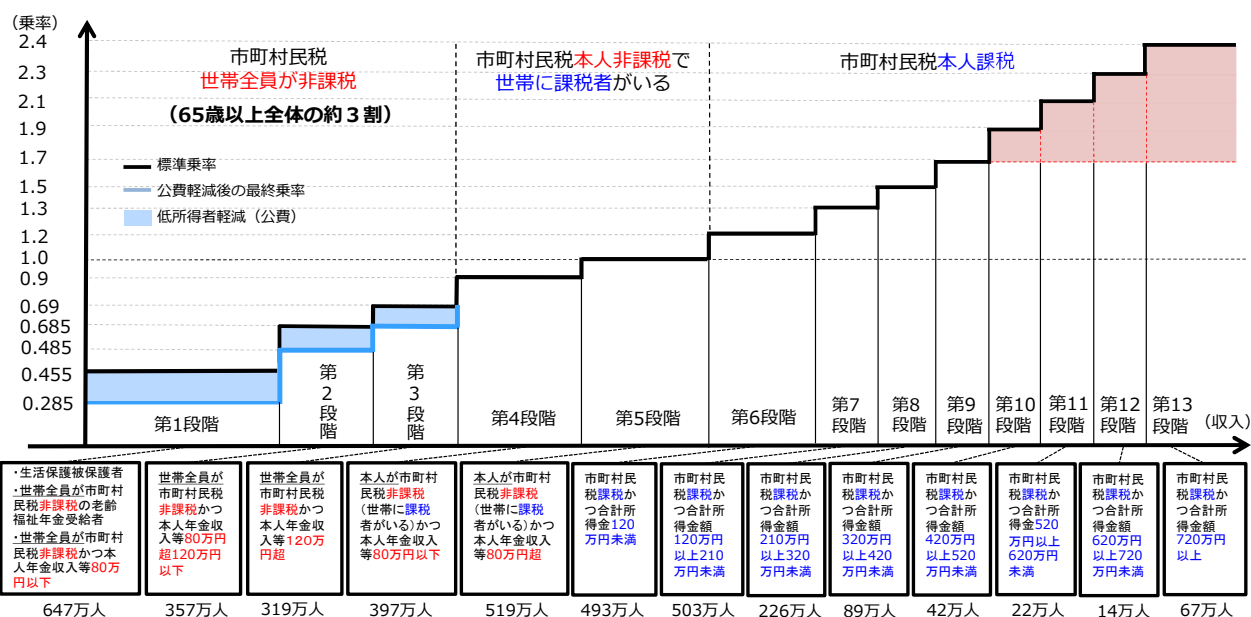 （乗率）
2.4
2.3
2.1
1.9
1.7
1.5
1.3
1.2
1.0
0.9
0.69
0.685
0.485
0.455
0.285
市町村民税
世帯全員が非課税
（65歳以上全体の約３割）
市町村民税本人非課税で
世帯に課税者がいる
市町村民税本人課税
標準乗率
公費軽減後の最終乗率
低所得者軽減（公費）
第1段階
第
2
段
階
第
3
段
階
第4段階
第5段階
第6段階
第7
段階
第8
段階
第9
段階
第10
段階
第11
段階
第12
段階
第13
段階
（収入）
・生活保護被保護者
・世帯全員が市町村
民税非課税の老齢
福祉年金受給者
・世帯全員が市町村
民税非課税かつ本
人年金収入等80万
円以下
世帯全員が
市町村民税
非課税かつ
本人年金収
入等80万円
超120万円
以下
世帯全員が
市町村民税
非課税かつ
本人年金収
入等１２０万
円超
本人が市町村
民税非課税
（世帯に課税
者がいる）かつ
本人年金収入
等80万円以下
本人が市町村
民税非課税
（世帯に課税
者がいる）かつ
本人年金収入
等80万円超
市町村民
税課税か
つ合計所
得金120
万円未満
市町村民
税課税か
つ合計所
得金額
120万円
以上210
万円未満
市町村民
税課税か
つ合計所
得金額
210万円
以上320
万円未満
市町村民
税課税か
つ合計所
得金額
320万円
以上420
万円未満
市町村民
税課税か
つ合計所
得金額
420万円
以上520
万円未満
市町村民
税課税か
つ合計所
得金520
万円以上
620万円
未満
市町村民
税課税か
つ合計所
得金額
620万円
以上720
万円未満
市町村民
税課税か
つ合計所
得金額
720万円
以上
647万人
357万人
319万人
397万人
519万人
493万人
503万人
226万人
89万人
42万人
22万人
14万人
67万人